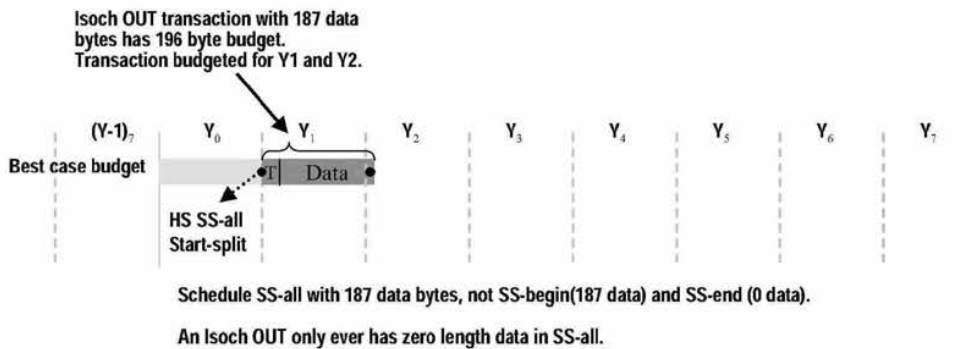 Isoch OUT transaction with 187 data
bytes has 196 byte budget.
Transaction budgeted for Y1 and Y2.
(Y-1)₇ Y₀ Y₁ Y₂ Y₃ Y₄ Y₅ Y₆ Y₇
Best case budget T Data
HS SS-all
Start-split
Schedule SS-all with 187 data bytes, not SS-begin(187 data) and SS-end (0 data).
An Isoch OUT only ever has zero length data in SS-all.